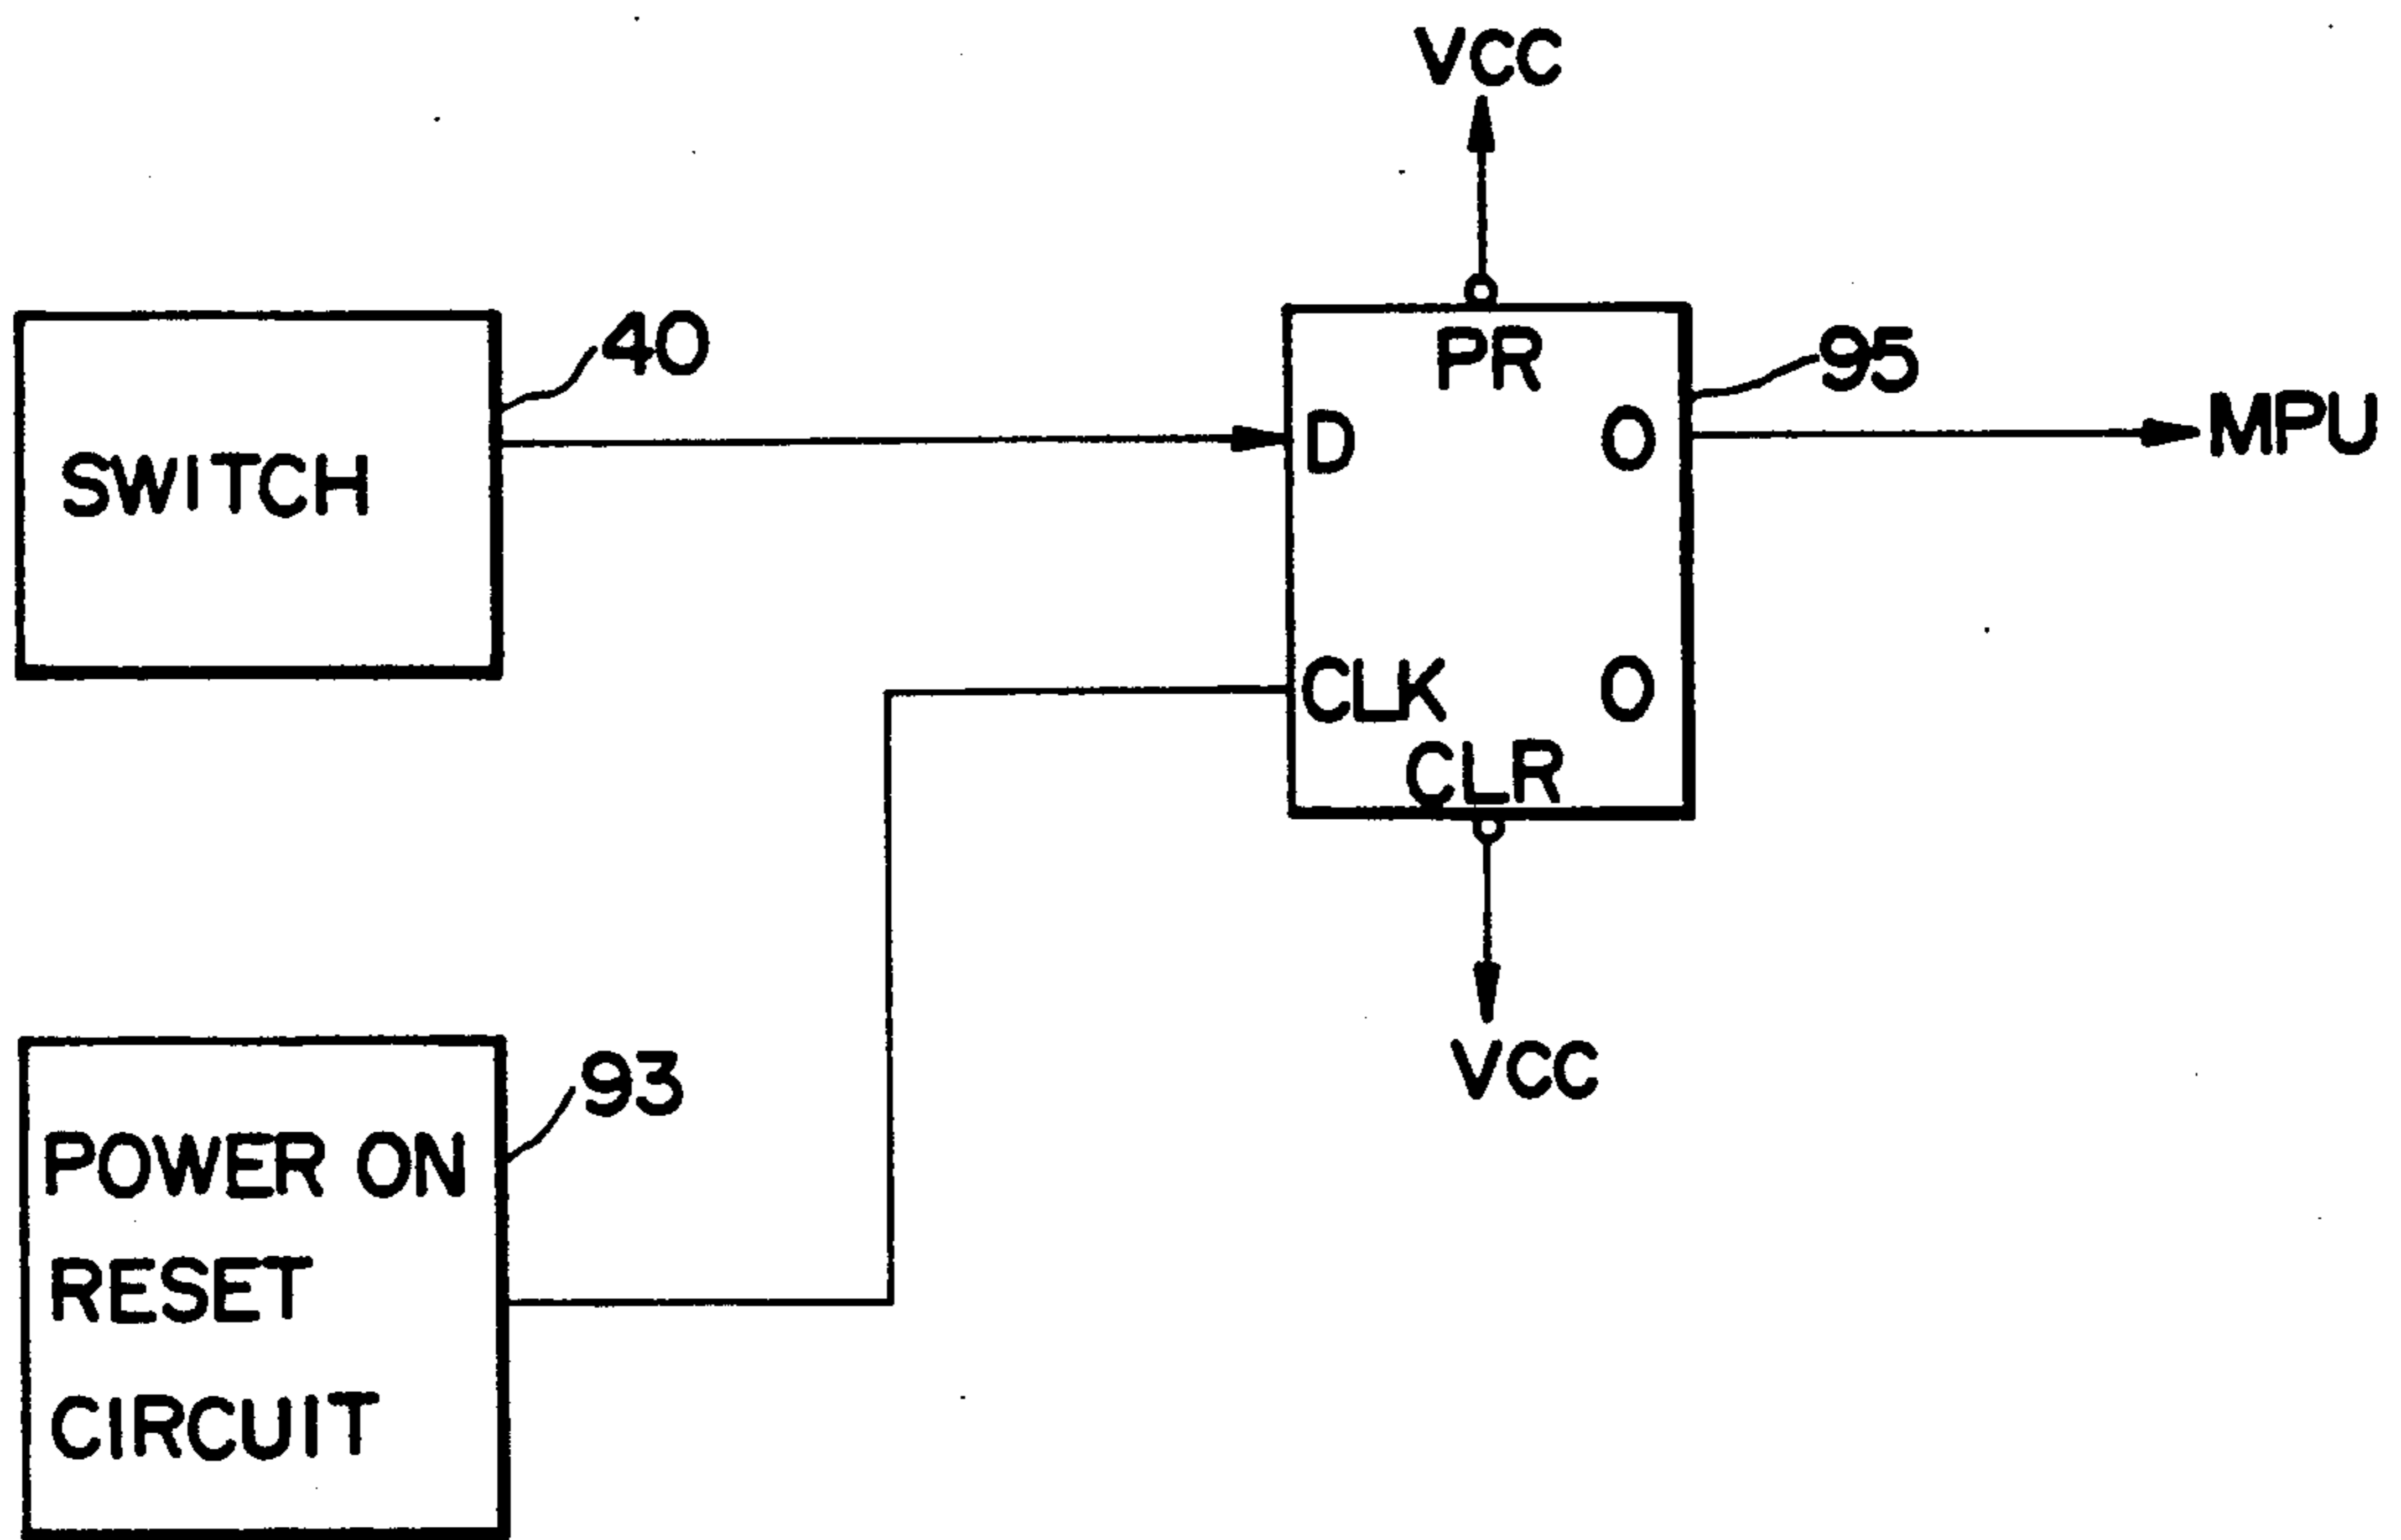 VCC
40
PR
95
SWITCH
D
O
MPU
CLK
O
CLR
VCC
93
POWER ON
RESET
CIRCUIT